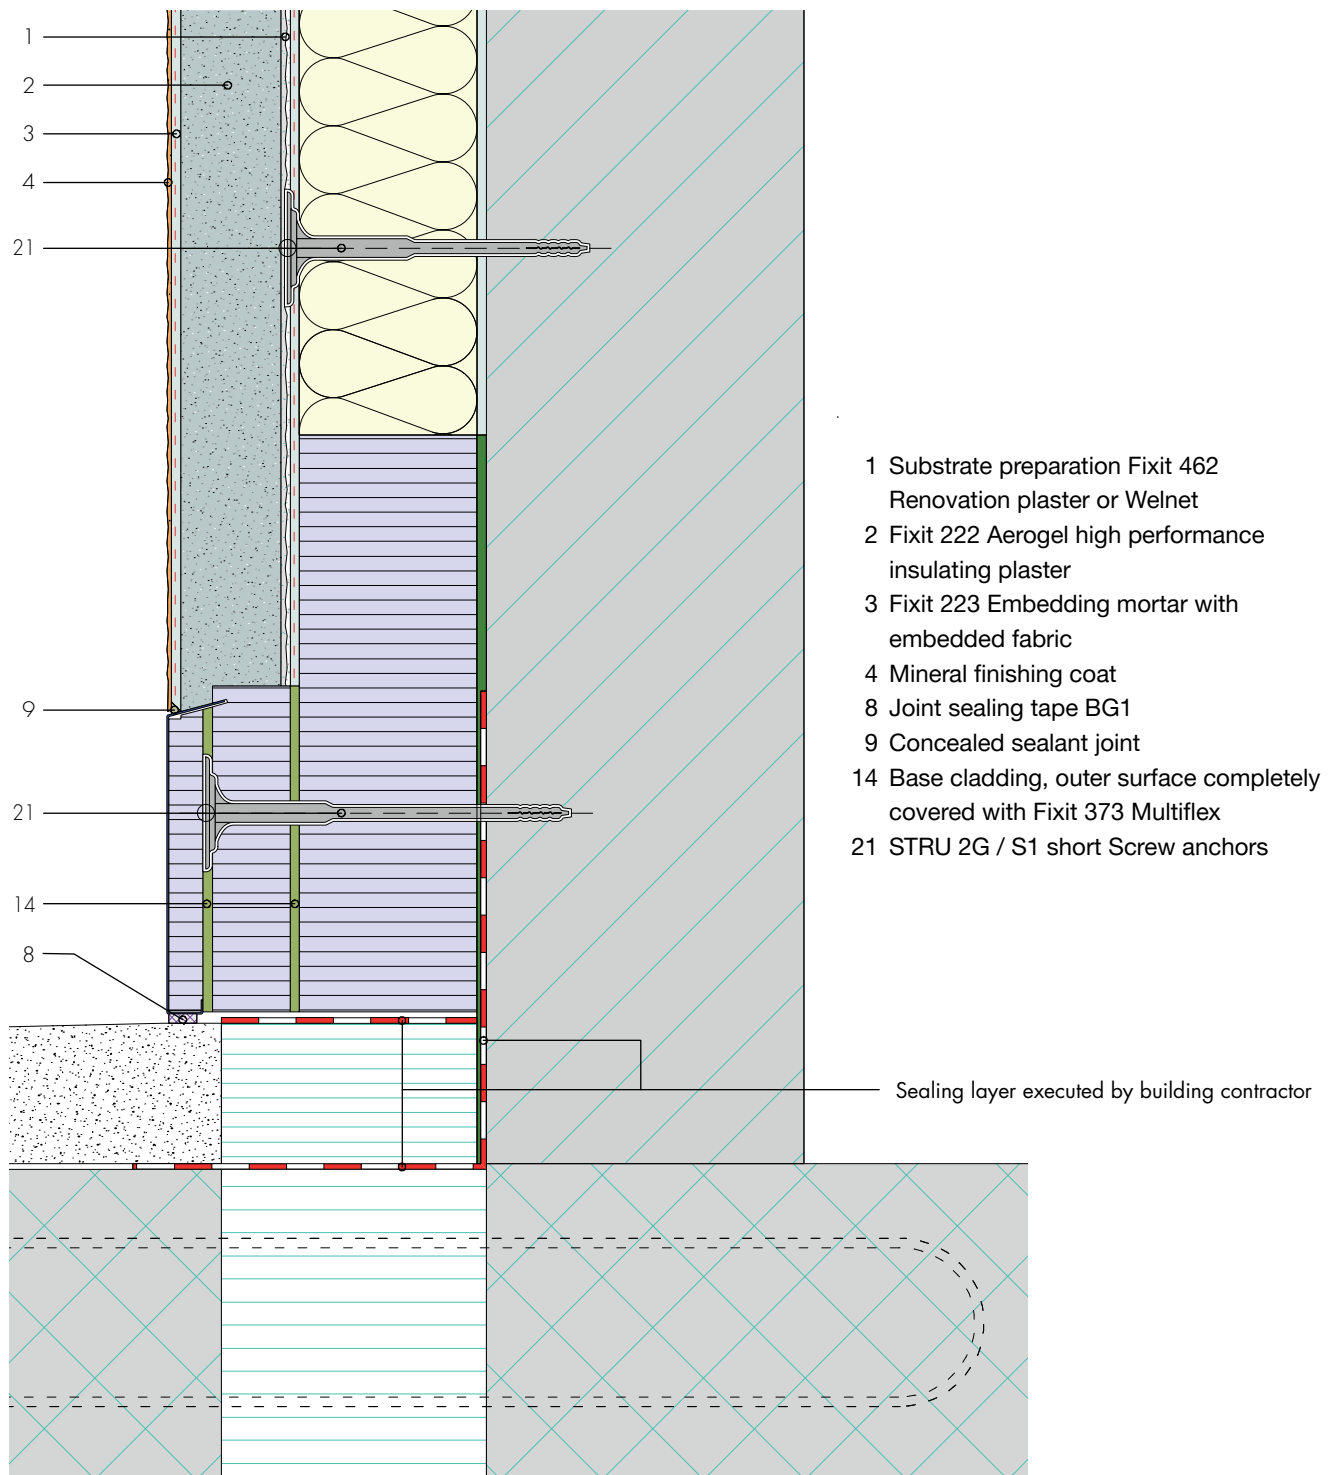 1
2
3
4
21
9
21
14
8
1 Substrate preparation Fixit 462
Renovation plaster or Welnet
2 Fixit 222 Aerogel high performance
insulating plaster
3 Fixit 223 Embedding mortar with
embedded fabric
4 Mineral finishing coat
8 Joint sealing tape BG1
9 Concealed sealant joint
14 Base cladding, outer surface completely
covered with Fixit 373 Multiflex
21 STRU 2G / S1 short Screw anchors
Sealing layer executed by building contractor